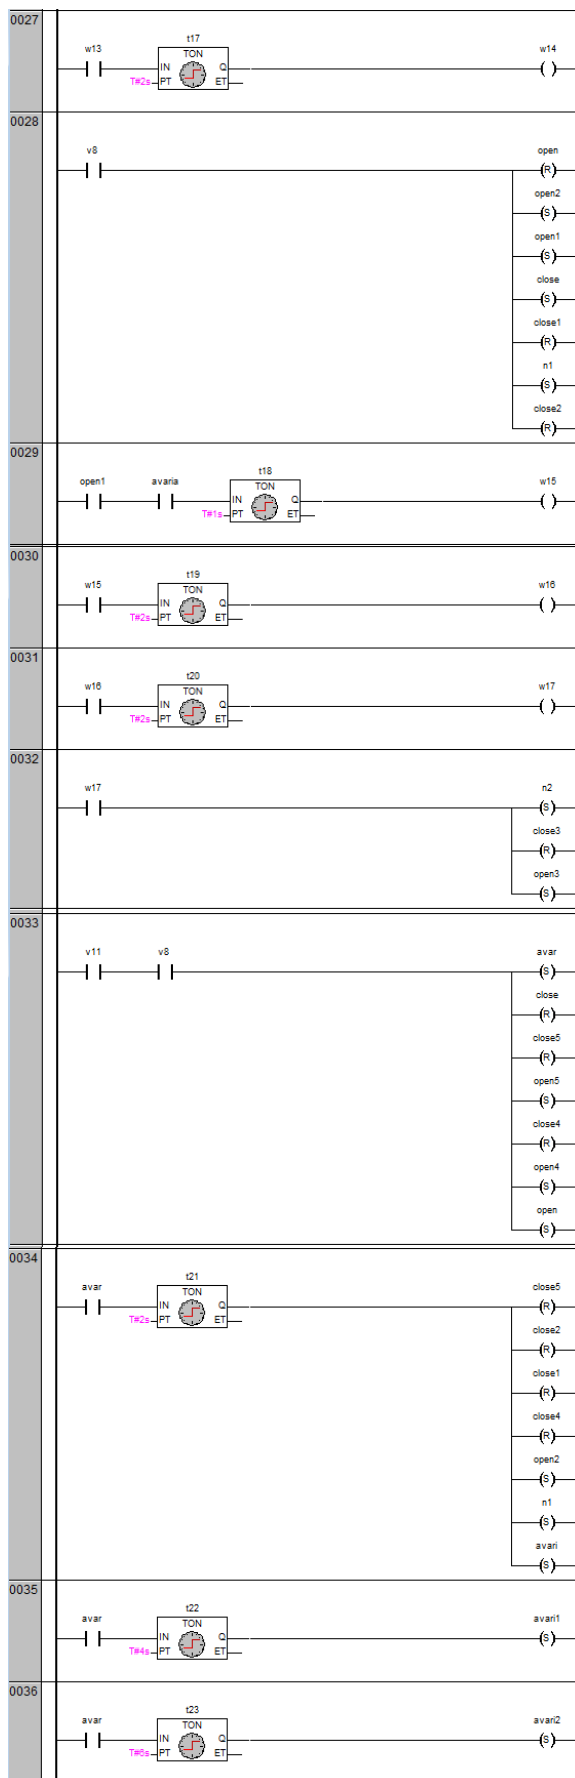 0027
w13
t17
w14
TON
IN Q
T#2s PT ET
0028
v8
open
(R)
open2
(S)
open1
(S)
close
(S)
close1
(R)
n1
(S)
close2
(R)
0029
open1
avaria
t18
w15
TON
IN Q
T#1s PT ET
0030
w15
t19
w16
TON
IN Q
T#2s PT ET
0031
w16
t20
w17
TON
IN Q
T#2s PT ET
0032
w17
n2
(S)
close3
(R)
open3
(S)
0033
v11
v8
avar
(S)
close
(R)
close5
(R)
open5
(S)
close4
(R)
open4
(S)
open
(S)
0034
avar
t21
TON
IN Q
T#2s PT ET
close5
(R)
close2
(R)
close1
(R)
close4
(R)
open2
(S)
n1
(S)
avari
(S)
0035
avar
t22
avari1
TON
IN Q
(S)
T#4s PT ET
0036
avar
t23
avari2
TON
IN Q
(S)
T#6s PT ET